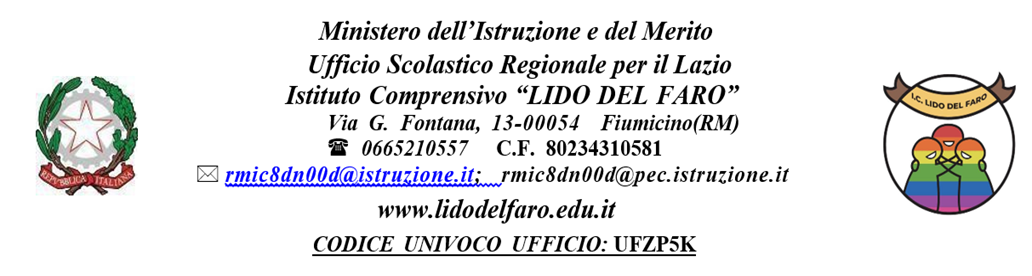 Ministero dell’Istruzione e del Merito
Ufficio Scolastico Regionale per il Lazio
Istituto Comprensivo “LIDO DEL FARO”
Via G. Fontana, 13-00054 Fiumicino(RM)
☎ 0665210557 C.F. 80234310581
✉ rmic8dn00d@istruzione.it; rmic8dn00d@pec.istruzione.it
www.lidodelfaro.edu.it
CODICE UNIVOCO UFFICIO: UFZP5K
REPVBBLICA ITALIANA
I.C. LIDO DEL FARO